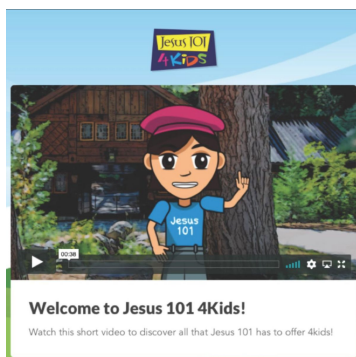 Jesus 101
4KiDS
Jesus
101
00:38
Welcome to Jesus 101 4Kids!
Watch this short video to discover all that Jesus 101 has to offer 4kids!